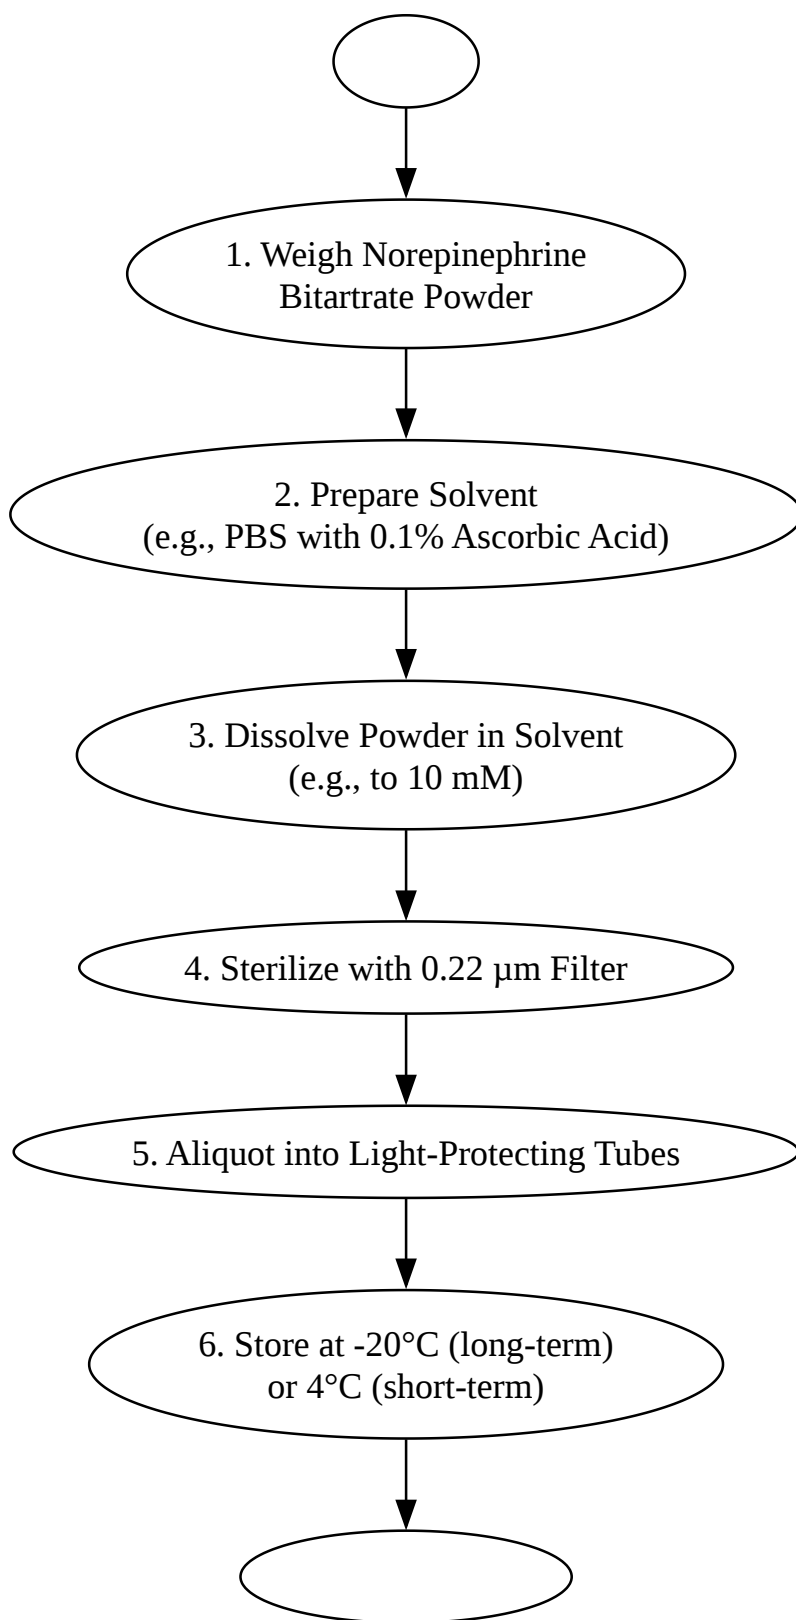 1. Weigh Norepinephrine
Bitartrate Powder
2. Prepare Solvent
(e.g., PBS with 0.1% Ascorbic Acid)
3. Dissolve Powder in Solvent
(e.g., to 10 mM)
4. Sterilize with 0.22 µm Filter
5. Aliquot into Light-Protecting Tubes
6. Store at -20°C (long-term)
or 4°C (short-term)